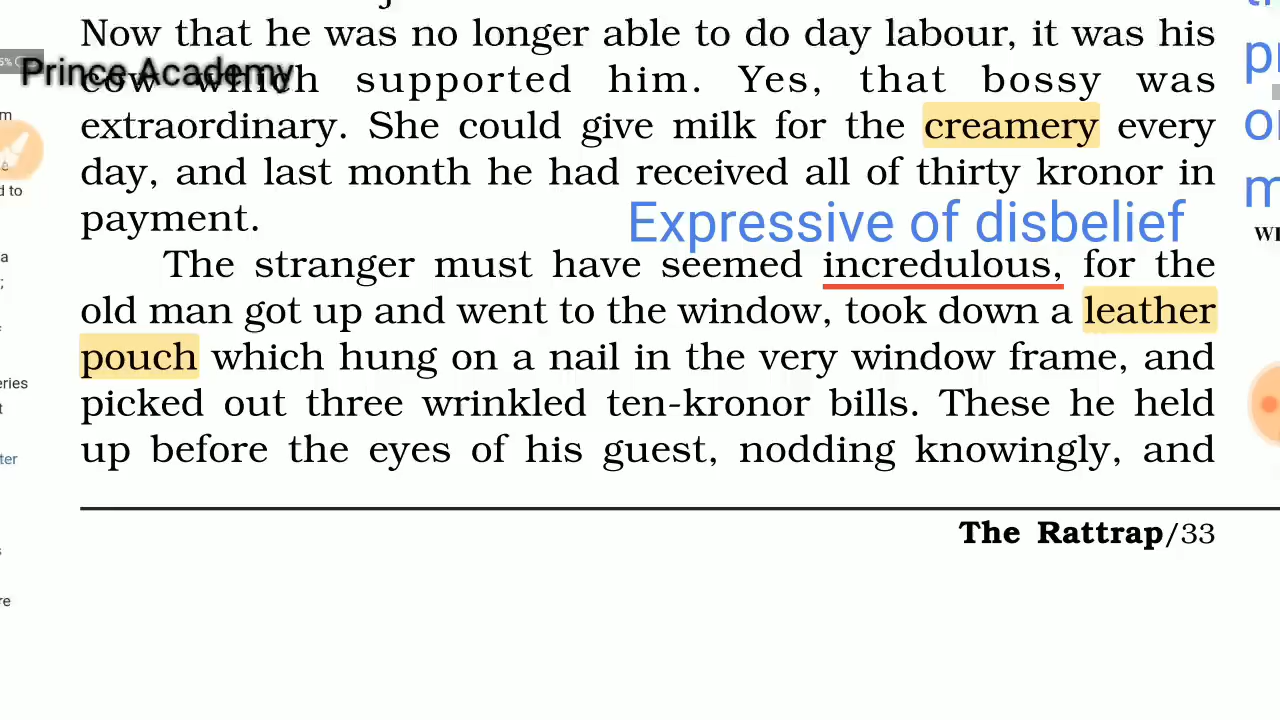 Now that he was no longer able to do day labour, it was his
Prince Academy
cow which supported him. Yes, that bossy was
extraordinary. She could give milk for the creamery every
day, and last month he had received all of thirty kronor in
payment.
Expressive of disbelief
The stranger must have seemed incredulous, for the
old man got up and went to the window, took down a leather
pouch which hung on a nail in the very window frame, and
picked out three wrinkled ten-kronor bills. These he held
up before the eyes of his guest, nodding knowingly, and
The Rattrap/33